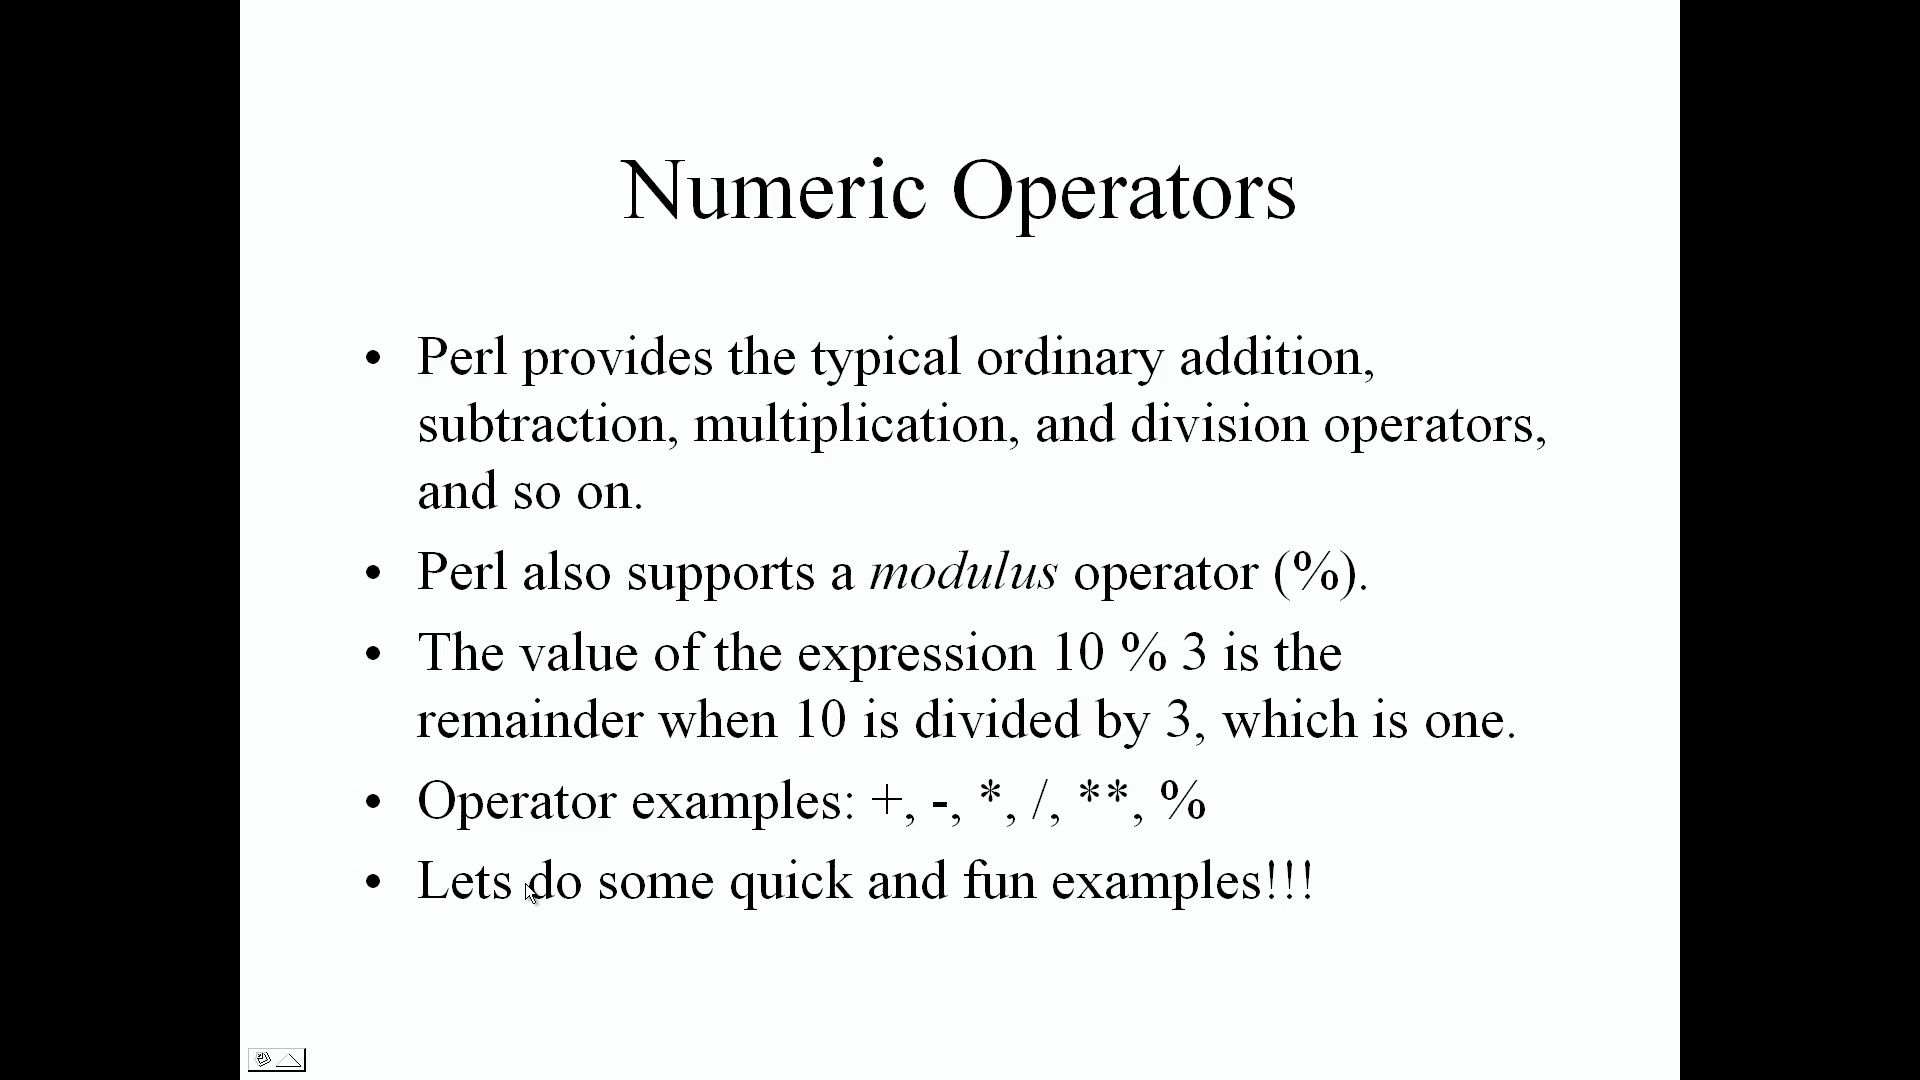 Numeric Operators
• Perl provides the typical ordinary addition,
subtraction, multiplication, and division operators,
and so on.
• Perl also supports a modulus operator (%).
• The value of the expression 10 % 3 is the
remainder when 10 is divided by 3, which is one.
• Operator examples: +, -, *, /, **, %
• Lets do some quick and fun examples!!!